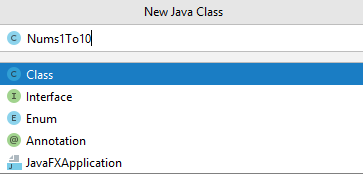 New Java Class
C Nums1To10
C Class
I Interface
E Enum
@ Annotation
J JavaFXApplication